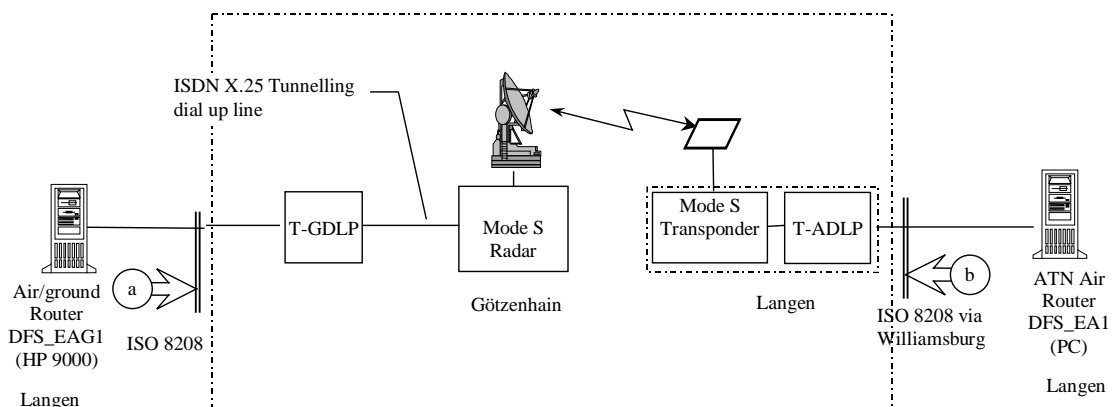 ISDN X.25 Tunnelling
dial up line
T-GDLP
Mode S
Radar
Mode S
Transponder
T-ADLP
a
b
Air/ground
Router
DFS_EAG1
(HP 9000)
ISO 8208
Götzenhain
Langen
ISO 8208 via
Williamsburg
ATN Air
Router
DFS_EA1
(PC)
Langen
Langen